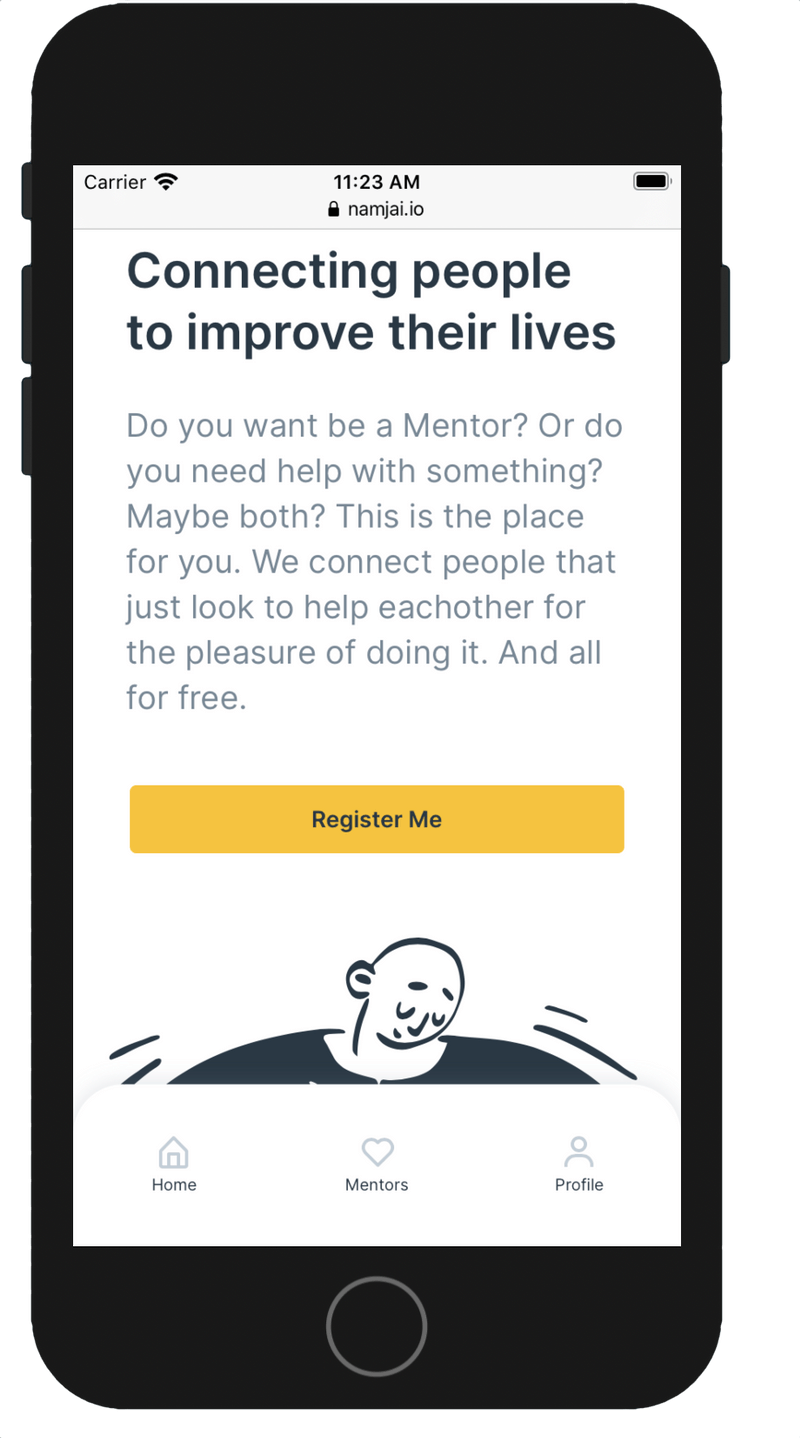 Carrier 11:23 AM
namjai.io
Connecting people
to improve their lives
Do you want be a Mentor? Or do
you need help with something?
Maybe both? This is the place
for you. We connect people that
just look to help eachother for
the pleasure of doing it. And all
for free.
Register Me
Home Mentors Profile